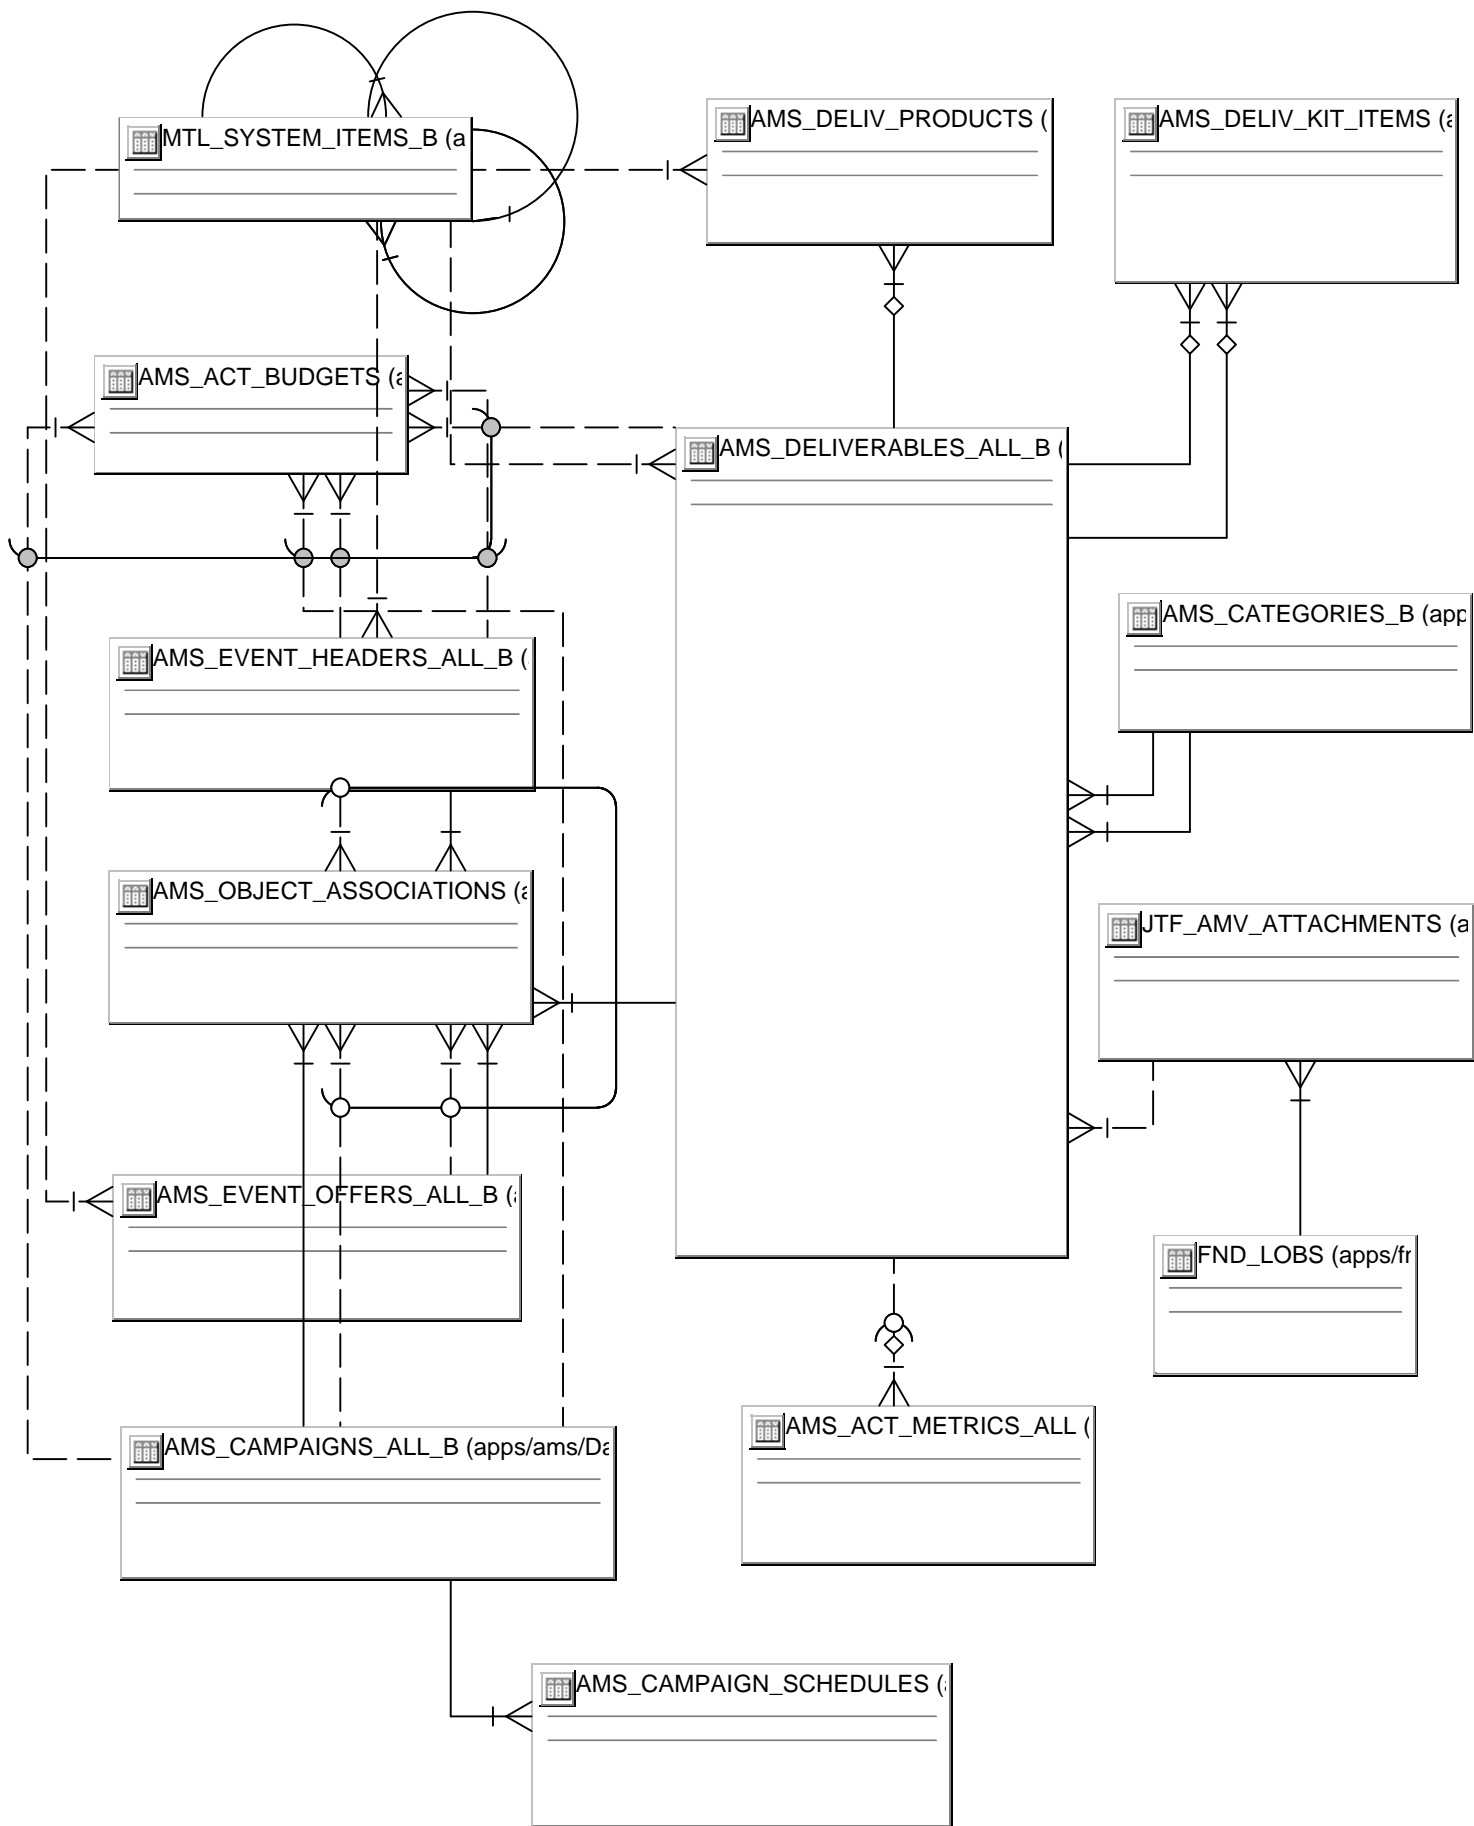 MTL_SYSTEM_ITEMS_B (a
AMS_DELIV_PRODUCTS (
AMS_DELIV_KIT_ITEMS (a
AMS_ACT_BUDGETS (a
AMS_DELIVERABLES_ALL_B (
AMS_CATEGORIES_B (app
AMS_EVENT_HEADERS_ALL_B (
AMS_OBJECT_ASSOCIATIONS (a
JTF_AMV_ATTACHMENTS (a
AMS_EVENT_OFFERS_ALL_B (a
FND_LOBS (apps/fr
AMS_CAMPAIGNS_ALL_B (apps/ams/Da
AMS_ACT_METRICS_ALL (
AMS_CAMPAIGN_SCHEDULES (a